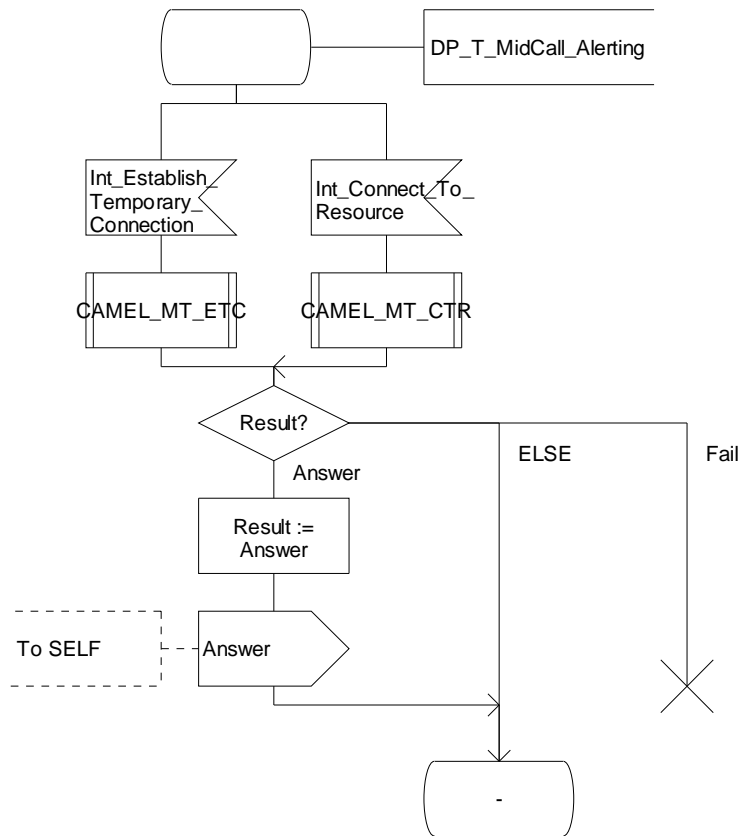 DP_T_MidCall_Alerting
Int_Establish_
Temporary_
Connection
Int_Connect_To_
Resource
CAMEL_MT_ETC
CAMEL_MT_CTR
Result?
ELSE
Fail
Answer
Result :=
Answer
To SELF
Answer
-